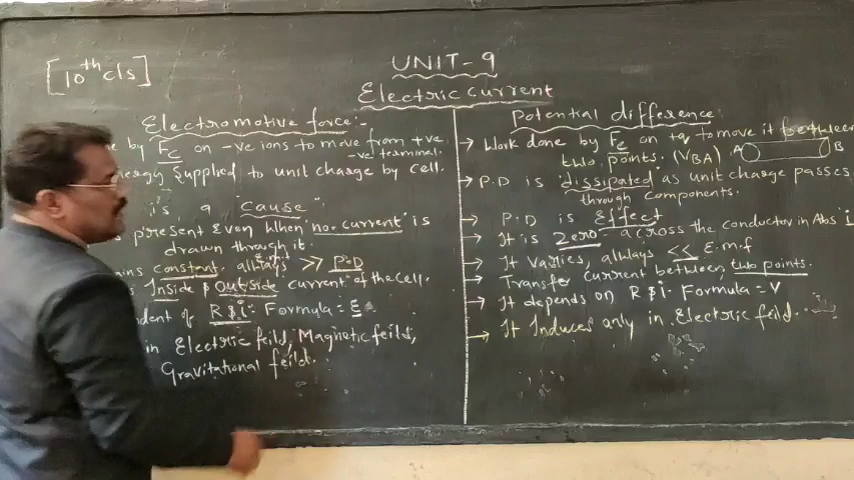 [10th cls]
UNIT-9
Electric current
Electromotive force:-
by Fc on -ve ions to move from +ve
-ve terminal.
energy supplied to unit charge by cell.
is a "cause"
present Even When "no current" is
drawn through it.
constant, allways >> P.D
e.m.f
Inside & Outside current of the cell.
R & i. Formula = E
in Electric feild, Magnetic feild,
Gravitational feild.
Potential difference
→ Work done by Fe on +q to move it between
two points. (VBA) A B
→ P.D is "dissipated" as unit charge passes
through components.
→ P.D is Effect
→ It is Zero - across the conductor in Abs i
→ It Varies, allways << E.m.f
→ Transfer current between two points.
→ It depends on R & i. Formula = V
→ It Induces only in Electric feild.